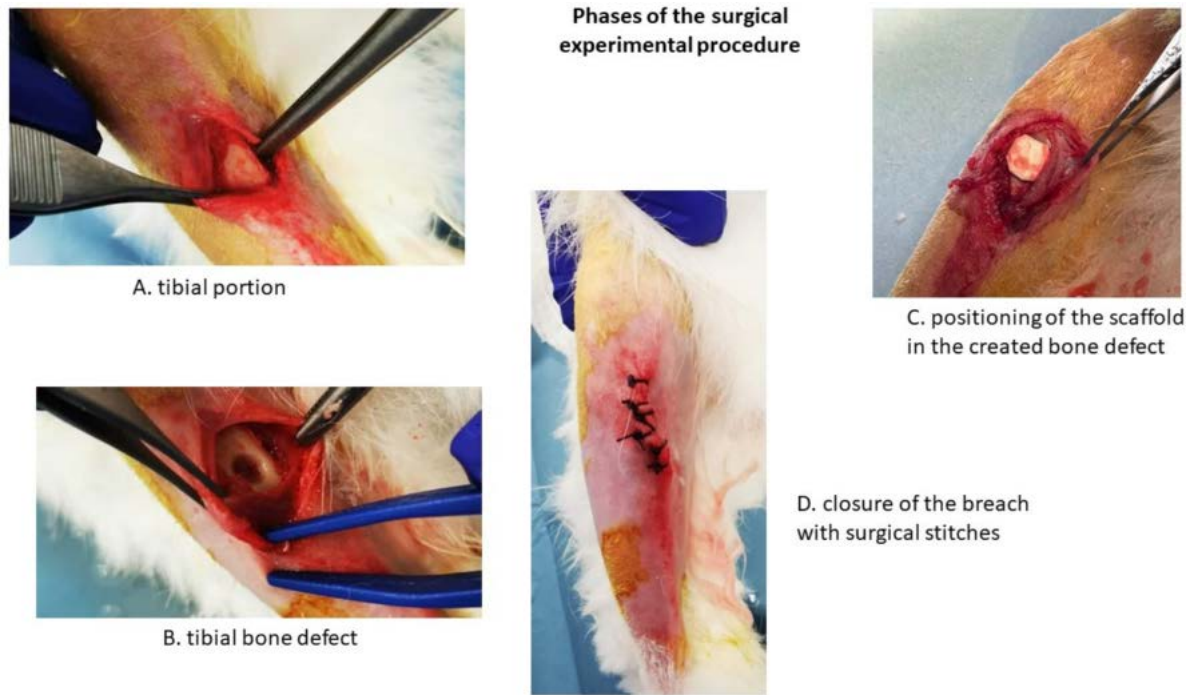 Phases of the surgical
experimental procedure
A. tibial portion
C. positioning of the scaffold
in the created bone defect
B. tibial bone defect
D. closure of the breach
with surgical stitches